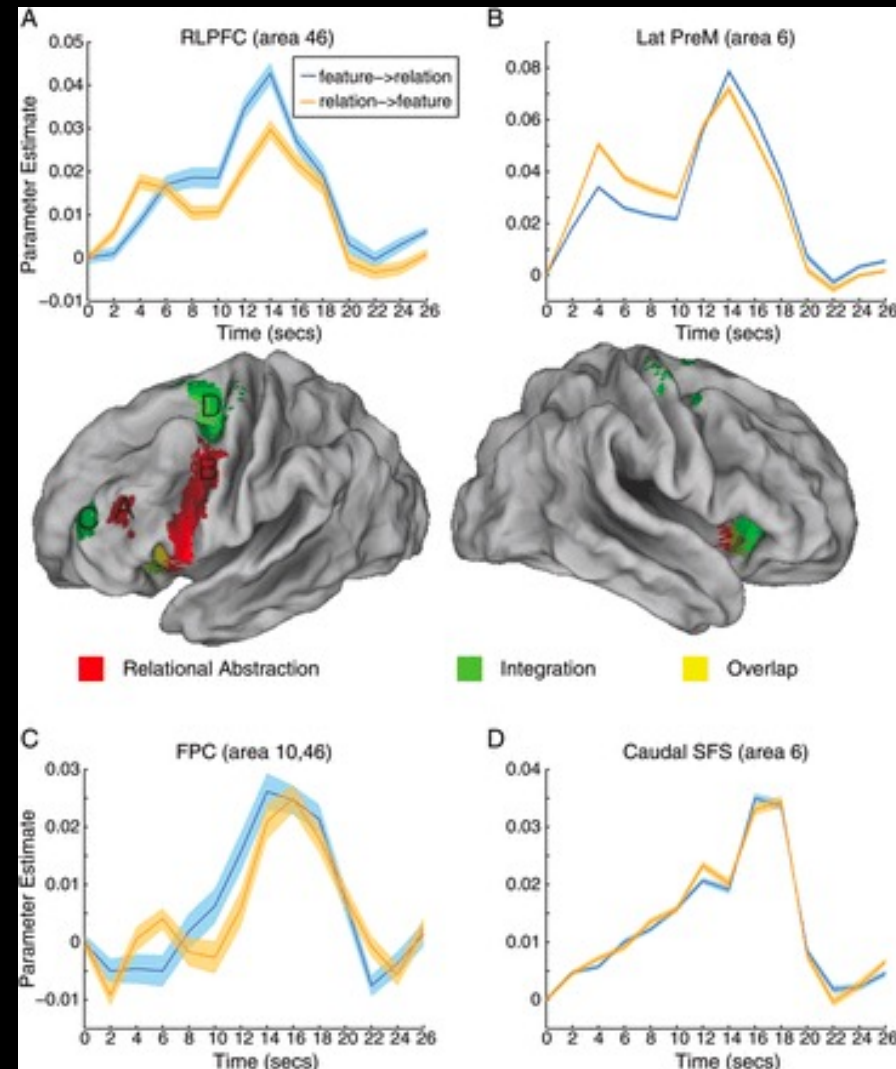 A
RLPFC (area 46)
0.05
0.04
0.03
0.02
0.01
0
−0.01
Parameter Estimate
feature−>relation
relation−>feature
0 2 4 6 8 10 12 14 16 18 20 22 24 26
Time (secs)
B
Lat PreM (area 6)
0.08
0.06
0.04
0.02
0
0 2 4 6 8 10 12 14 16 18 20 22 24 26
Time (secs)
D
B
C A
Relational Abstraction
Integration
Overlap
C
FPC (area 10,46)
0.03
0.02
0.01
0
−0.01
Parameter Estimate
0 2 4 6 8 10 12 14 16 18 20 22 24 26
Time (secs)
D
Caudal SFS (area 6)
0.04
0.03
0.02
0.01
0
0 2 4 6 8 10 12 14 16 18 20 22 24 26
Time (secs)